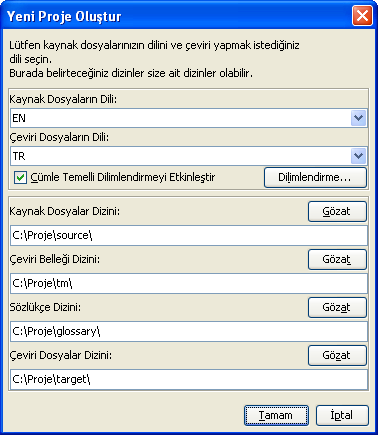 Yeni Proje Oluştur
Lütfen kaynak dosyalarınızın dilini ve çeviri yapmak istediğiniz
dili seçin.
Burada belirteceğiniz dizinler size ait dizinler olabilir.
Kaynak Dosyaların Dili:
EN
Çeviri Dosyaların Dili:
TR
Cümle Temelli Dilimlendirmeyi Etkinleştir
Dilimlendirme...
Kaynak Dosyalar Dizini:
Gözat
C:\Proje\source\
Çeviri Belleği Dizini:
Gözat
C:\Proje\tm\
Sözlükçe Dizini:
Gözat
C:\Proje\glossary\
Çeviri Dosyalar Dizini:
Gözat
C:\Proje\target\
Tamam
İptal